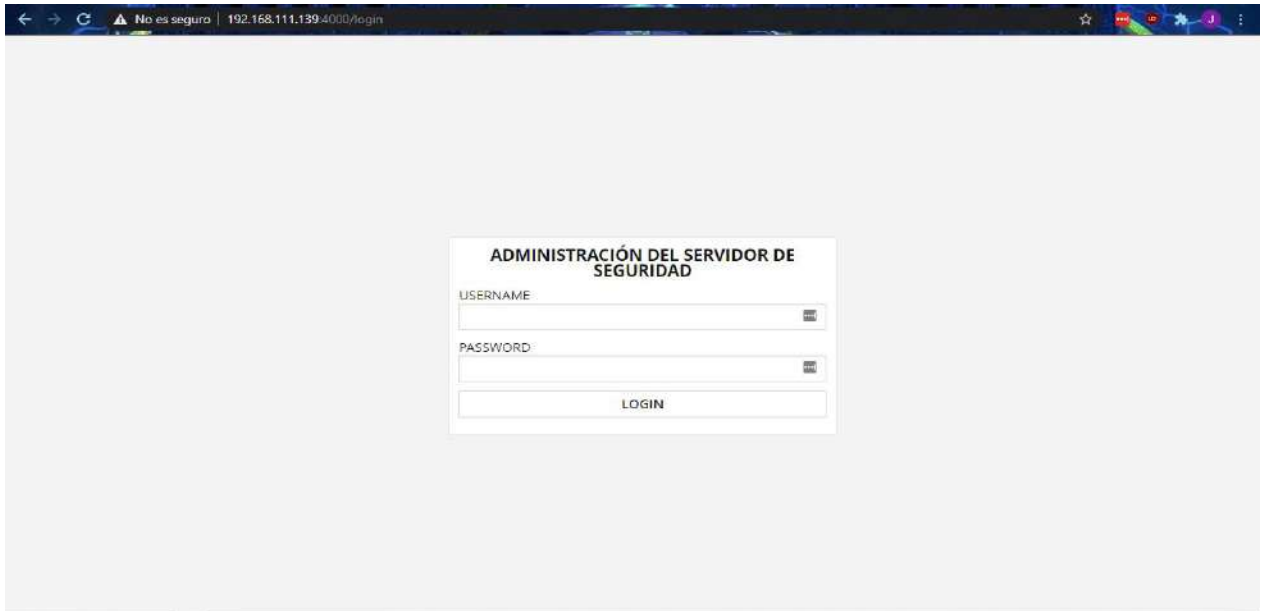 No es seguro | 192.168.111.139:4000/login
J
ADMINISTRACIÓN DEL SERVIDOR DE
SEGURIDAD
USERNAME
PASSWORD
LOGIN